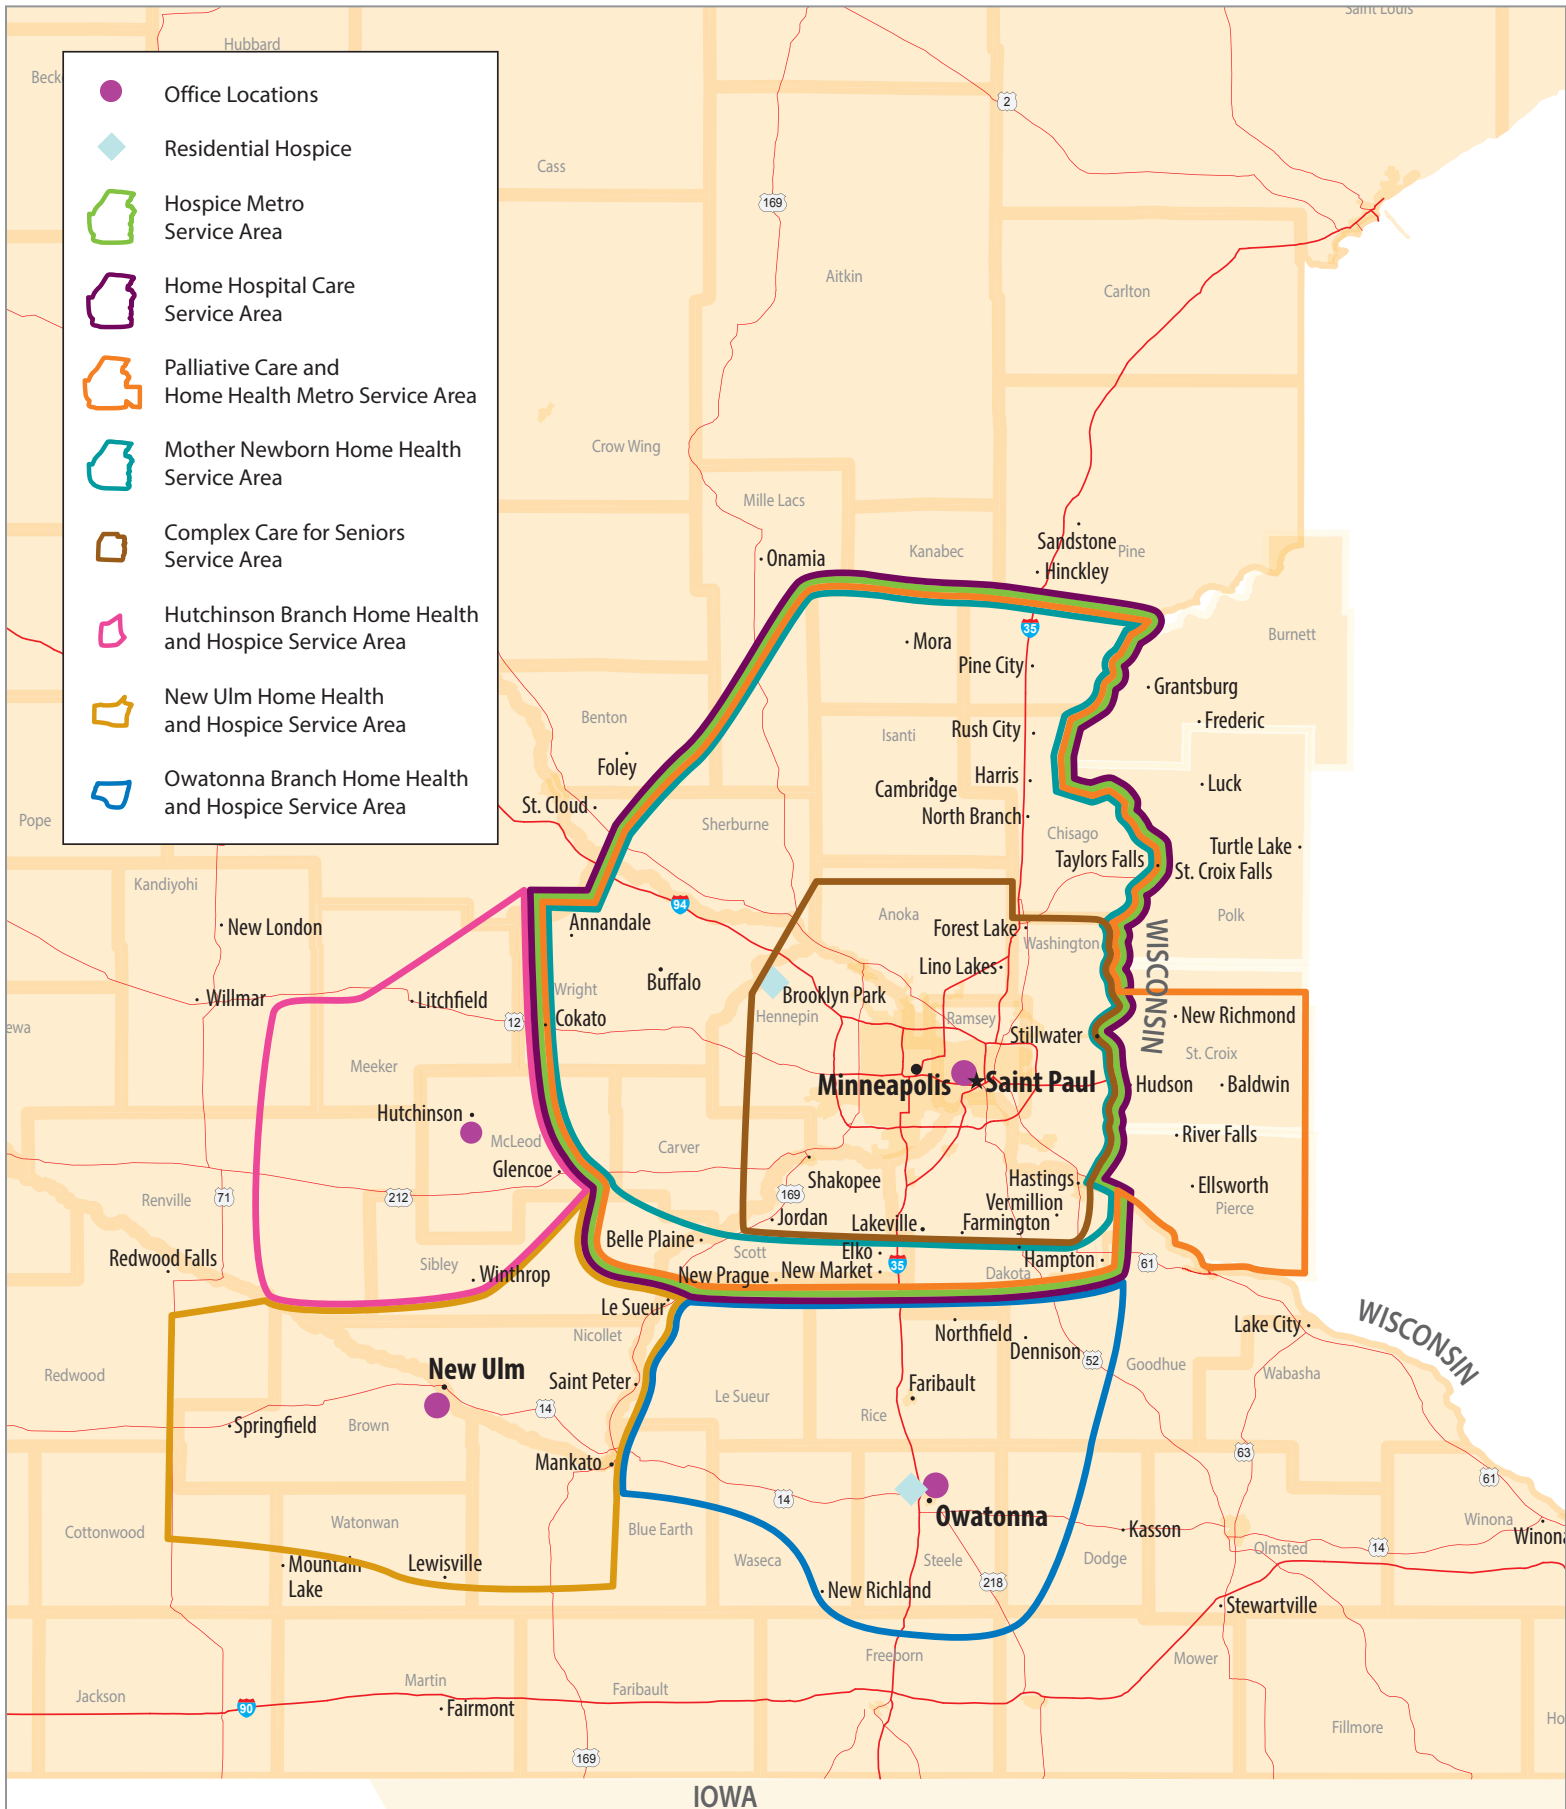 Saint Louis
Hubbard
Beck
Office Locations
Residential Hospice
Hospice Metro
Service Area
Home Hospital Care
Service Area
Palliative Care and
Home Health Metro Service Area
Mother Newborn Home Health
Service Area
Complex Care for Seniors
Service Area
Hutchinson Branch Home Health
and Hospice Service Area
New Ulm Home Health
and Hospice Service Area
Owatonna Branch Home Health
and Hospice Service Area
2
Cass
169
Aitkin
Carlton
Crow Wing
Mille Lacs
Sandstone
Kanabec
Pine
Onamia
Hinckley
35
Burnett
Mora
Pine City
Grantsburg
Benton
Frederic
Rush City
Isanti
Foley
Harris
Luck
Cambridge
St. Cloud
North Branch
Pope
Sherburne
Chisago
Turtle Lake
Taylors Falls
St. Croix Falls
Kandiyohi
94
Anoka
Polk
Annandale
New London
Forest Lake
Washington
WISCONSIN
Lino Lakes
Buffalo
Wright
Brooklyn Park
Willmar
Litchfield
Hennepin
Ramsey
New Richmond
ewa
12
Cokato
Stillwater
St. Croix
Meeker
Minneapolis
Saint Paul
Hudson
Baldwin
Hutchinson
McLeod
Carver
River Falls
Glencoe
Shakopee
Hastings
Ellsworth
Renville
71
212
169
Vermillion
Pierce
Jordan
Lakeville
Farmington
Belle Plaine
Scott
Elko
Redwood Falls
Sibley
Winthrop
New Prague
New Market
35
Dakota
Hampton
61
Le Sueur
WISCONSIN
Nicollet
Northfield
Lake City
Dennison
52
Goodhue
Wabasha
Redwood
New Ulm
Saint Peter
Le Sueur
Faribault
Rice
14
Springfield
Brown
Mankato
63
61
14
Owatonna
Cottonwood
Watonwan
Blue Earth
Kasson
Winona
Winona
Mountain
Lake
Lewisville
Waseca
Steele
Dodge
Olmsted
14
218
New Richland
Stewartville
Freeborn
Mower
Jackson
Martin
Faribault
90
Fairmont
Fillmore
Ho
169
IOWA